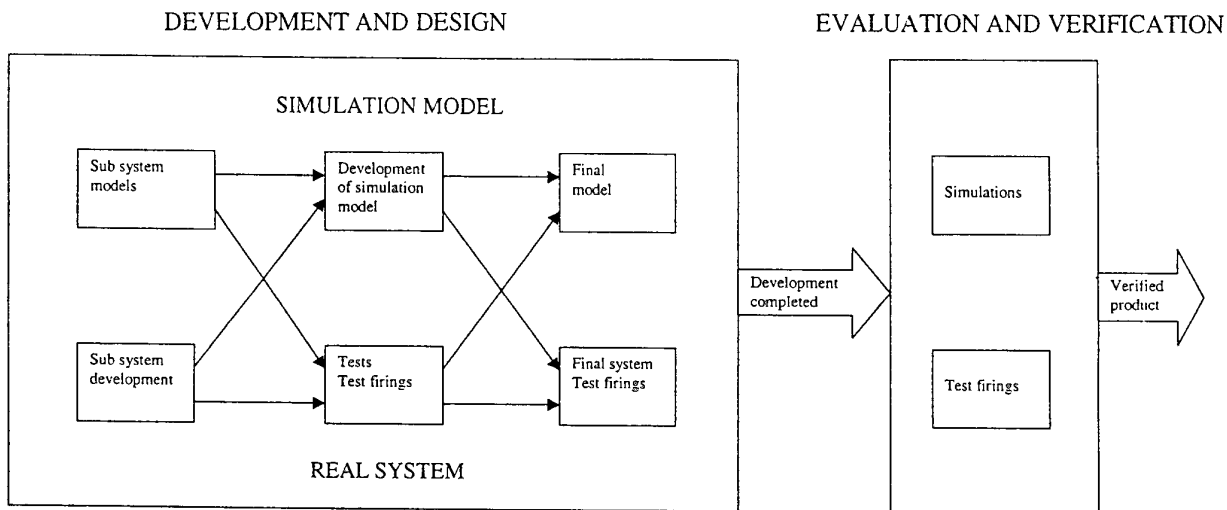 DEVELOPMENT AND DESIGN
EVALUATION AND VERIFICATION
SIMULATION MODEL
Sub system
models
Development
of simulation
model
Final
model
Simulations
Development
completed
Verified
product
Sub system
development
Tests
Test firings
Final system
Test firings
Test firings
REAL SYSTEM